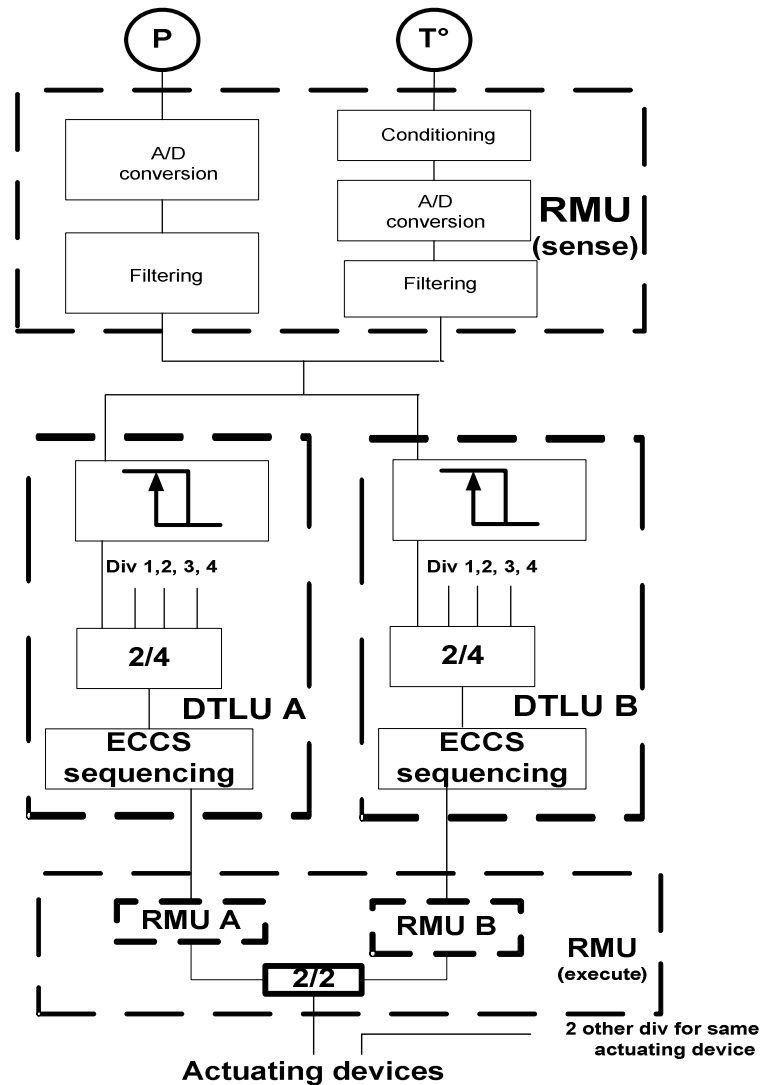 P
T°
A/D
conversion
Conditioning
A/D
conversion
RMU
(sense)
Filtering
Filtering
Div 1,2, 3, 4
Div 1,2, 3, 4
2/4
2/4
DTLU A
DTLU B
ECCS
sequencing
ECCS
sequencing
RMU A
RMU B
RMU
(execute)
2/2
2 other div for same
actuating device
Actuating devices